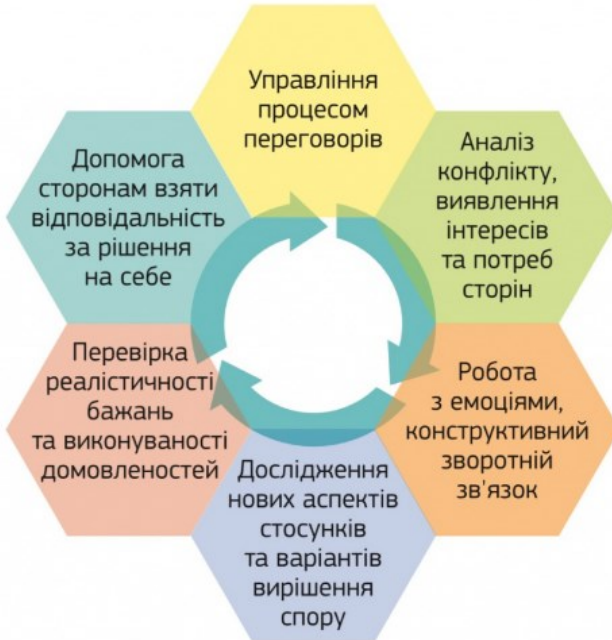 Управління
процесом
переговорів
Аналіз
конфлікту,
виявлення
інтересів
та потреб
сторін
Робота
з емоціями,
конструктивний
зворотній
зв'язок
Дослідження
нових аспектів
стосунків
та варіантів
вирішення
спору
Перевірка
реалістичності
бажань
та виконуваності
домовленостей
Допомога
сторонам взяти
відповідальність
за рішення
на себе